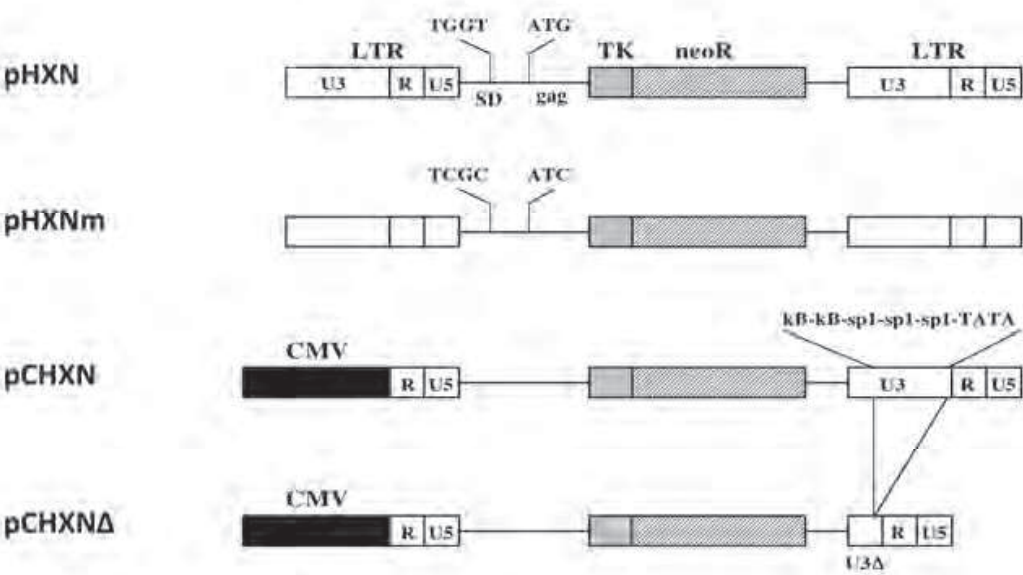 TGGT ATG
LTR TK neoR LTR
pHXN
U3 R U5 U3 R U5
SD gag
TCGC ATC
pHXNm
kB-kB-sp1-sp1-sp1-TATA
CMV
pCHXN
R U5 U3 R U5
CMV
pCHXNΔ
R U5 R U5
U3Δ